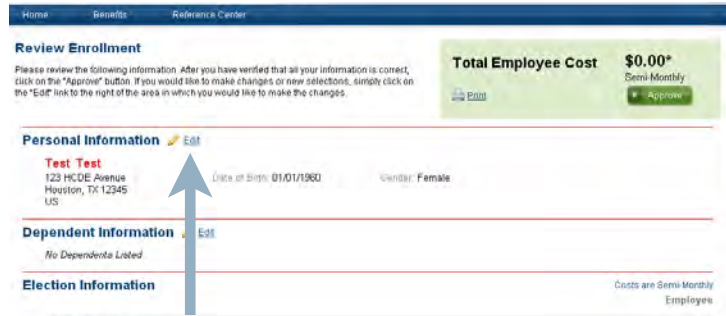 Home Benefits Reference Center
Review Enrollment
Please review the following information. After you have verified that all your information is correct,
click on the "Approve" button. If you would like to make changes or new selections, simply click on
the "Edit" link to the right of the area in which you would like to make the changes.
Total Employee Cost $0.00*
Semi-Monthly
Print Approve
Personal Information Edit
Test Test
123 HCDE Avenue Date of Birth: 01/01/1960 Gender: Female
Houston, TX 12345
US
Dependent Information Edit
No Dependents Listed
Election Information Costs are Semi-Monthly
Employee